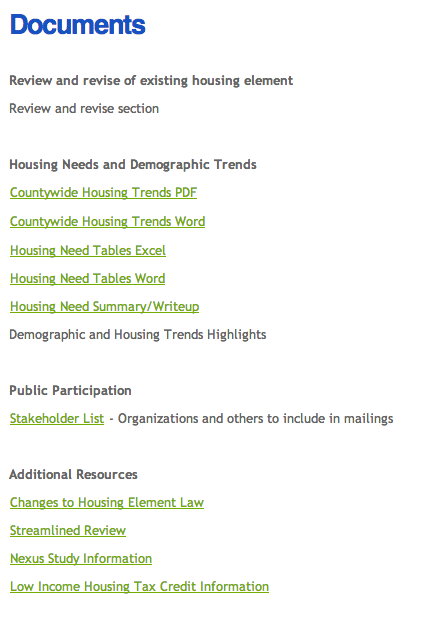 Documents
Review and revise of existing housing element
Review and revise section
Housing Needs and Demographic Trends
Countywide Housing Trends PDF
Countywide Housing Trends Word
Housing Need Tables Excel
Housing Need Tables Word
Housing Need Summary/Writeup
Demographic and Housing Trends Highlights
Public Participation
Stakeholder List - Organizations and others to include in mailings
Additional Resources
Changes to Housing Element Law
Streamlined Review
Nexus Study Information
Low Income Housing Tax Credit Information